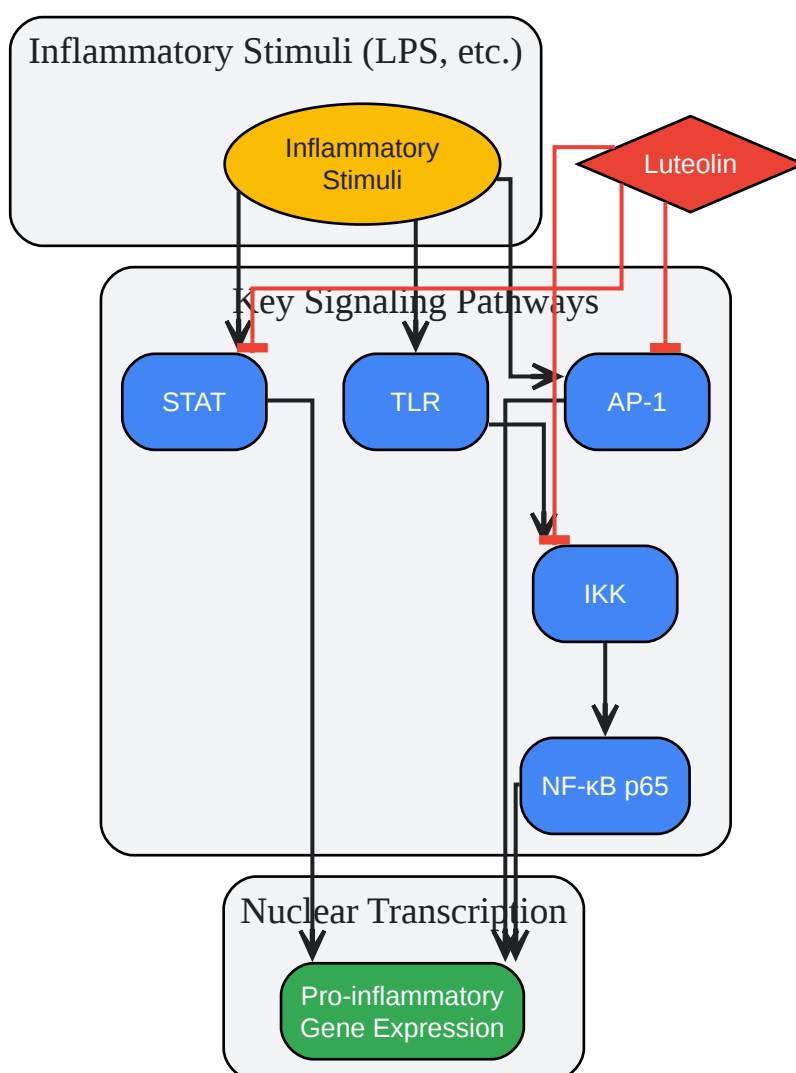 Inflammatory Stimuli (LPS, etc.)
Inflammatory
Stimuli
Luteolin
Key Signaling Pathways
STAT
TLR
AP-1
IKK
NF-κB p65
Nuclear Transcription
Pro-inflammatory
Gene Expression